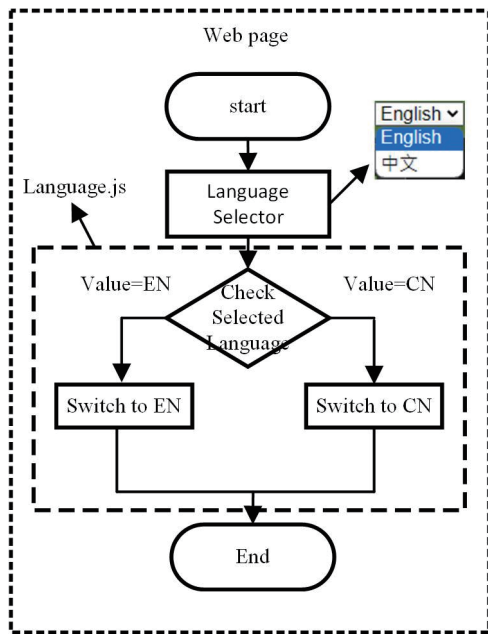 Web page
start
English
English
中文
Language.js
Language
Selector
Value=EN
Value=CN
Check
Selected
Language
Switch to EN
Switch to CN
End